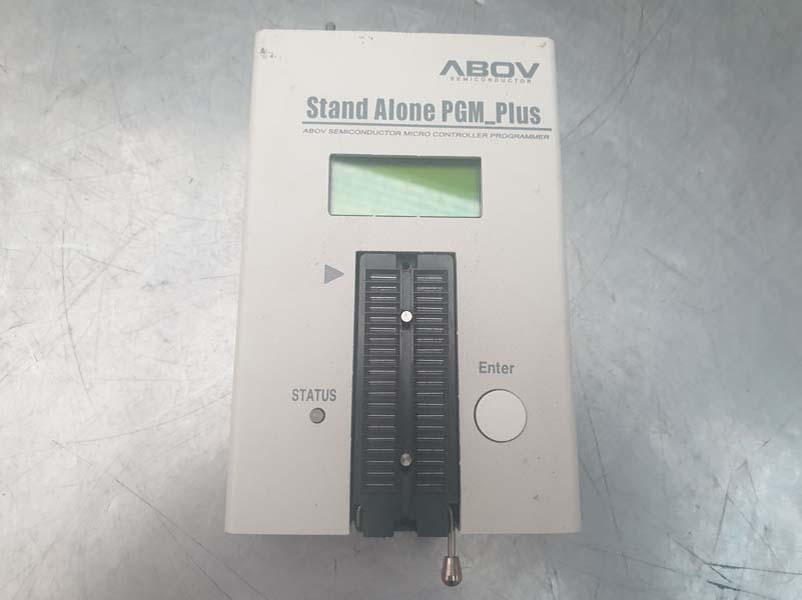 ABOV
SEMICONDUCTOR
Stand Alone PGM_Plus
ABOV SEMICONDUCTOR MICRO CONTROLLER PROGRAMMER
Enter
STATUS